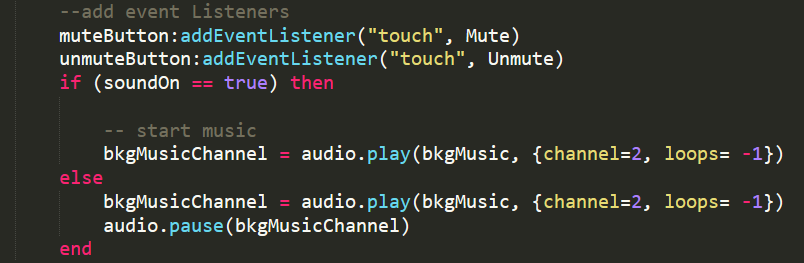 --add event Listeners
muteButton:addEventListener("touch", Mute)
unmuteButton:addEventListener("touch", Unmute)
if (soundOn == true) then
-- start music
bkgMusicChannel = audio.play(bkgMusic, {channel=2, loops= -1})
else
bkgMusicChannel = audio.play(bkgMusic, {channel=2, loops= -1})
audio.pause(bkgMusicChannel)
end